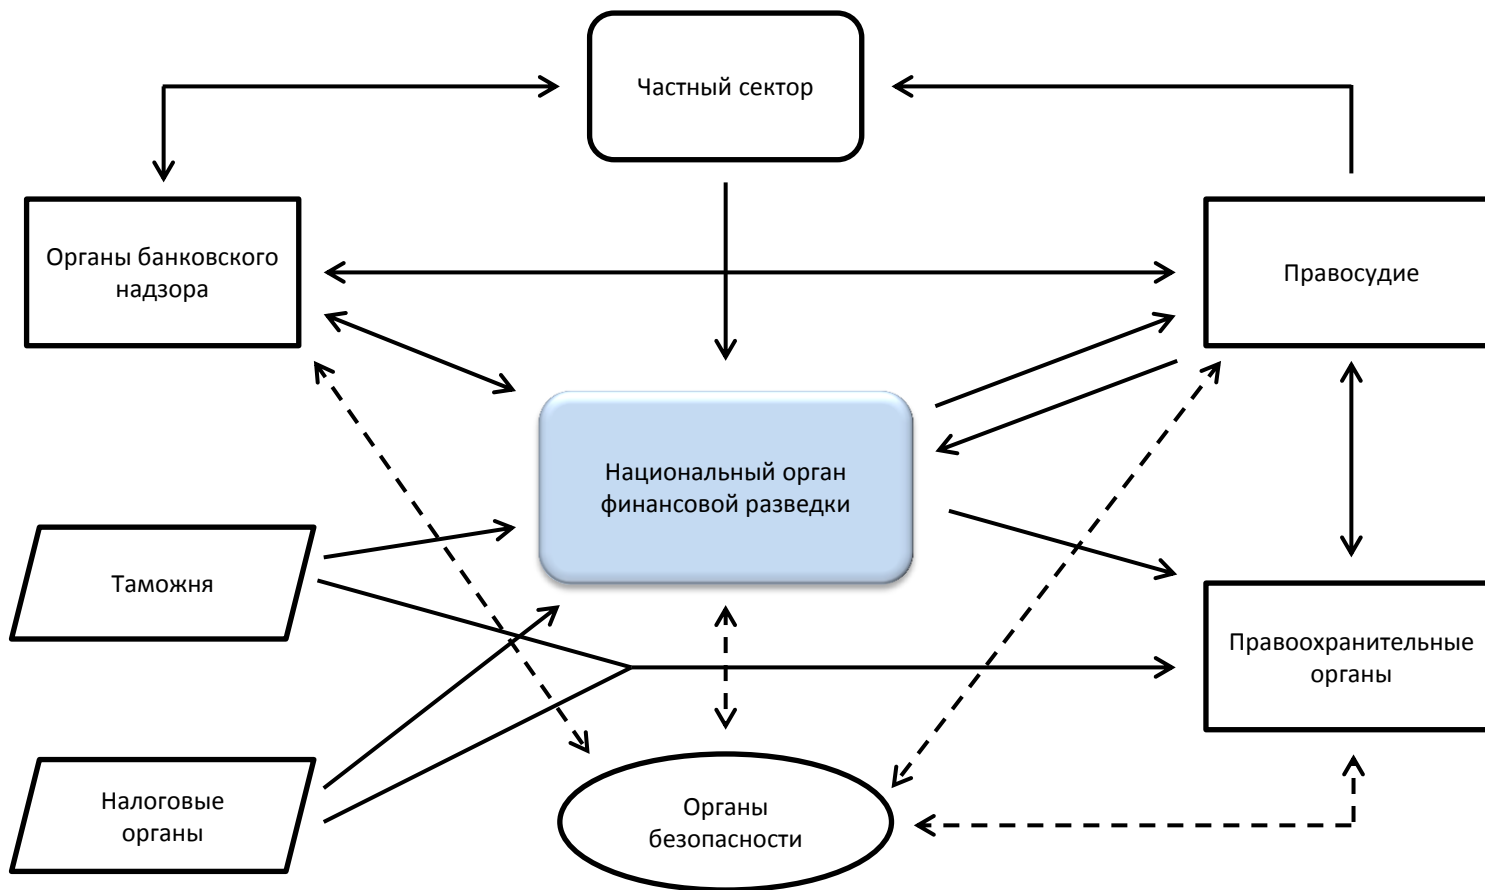 Частный сектор
Органы банковского
надзора
Правосудие
Национальный орган
финансовой разведки
Таможня
Правоохранительные
органы
Налоговые
органы
Органы
безопасности